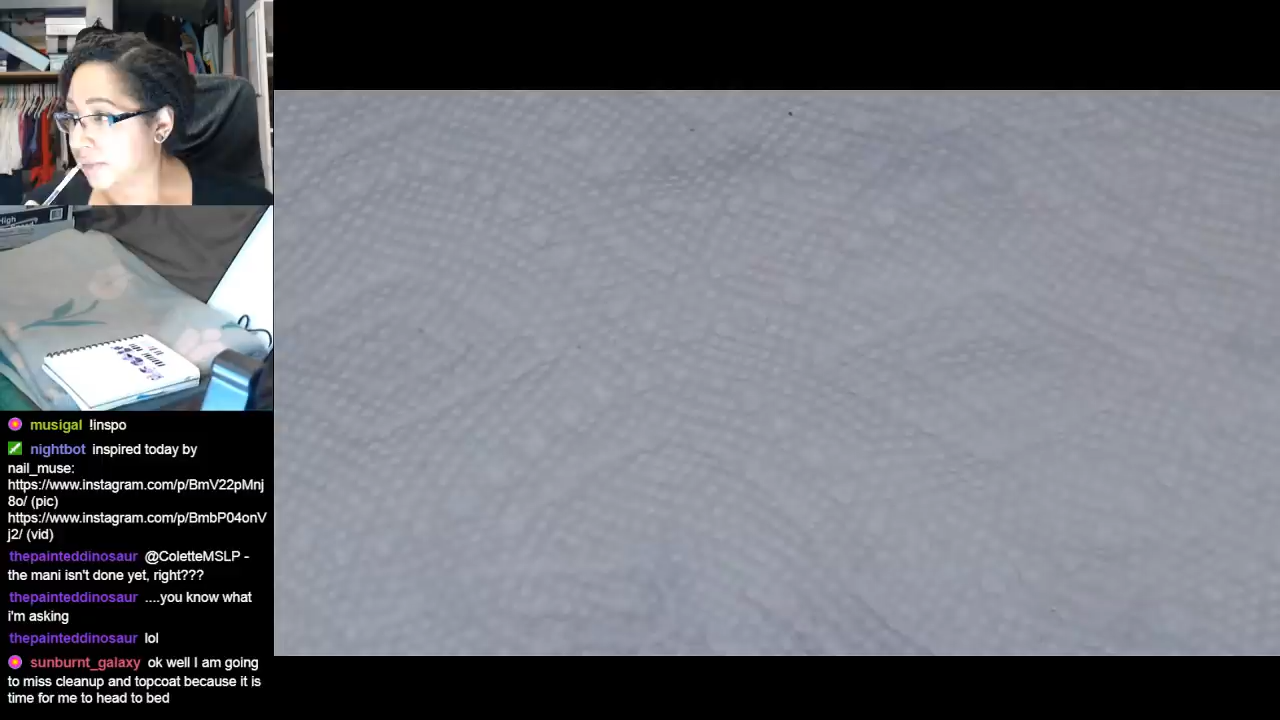 High
musigal !inspo
nightbot inspired today by
nail_muse:
https://www.instagram.com/p/BmV22pMnj
8o/ (pic)
https://www.instagram.com/p/BmbP04onV
j2/ (vid)
thepainteddinosaur @ColetteMSLP -
the mani isn't done yet, right???
thepainteddinosaur ....you know what
i'm asking
thepainteddinosaur lol
sunburnt_galaxy ok well I am going
to miss cleanup and topcoat because it is
time for me to head to bed